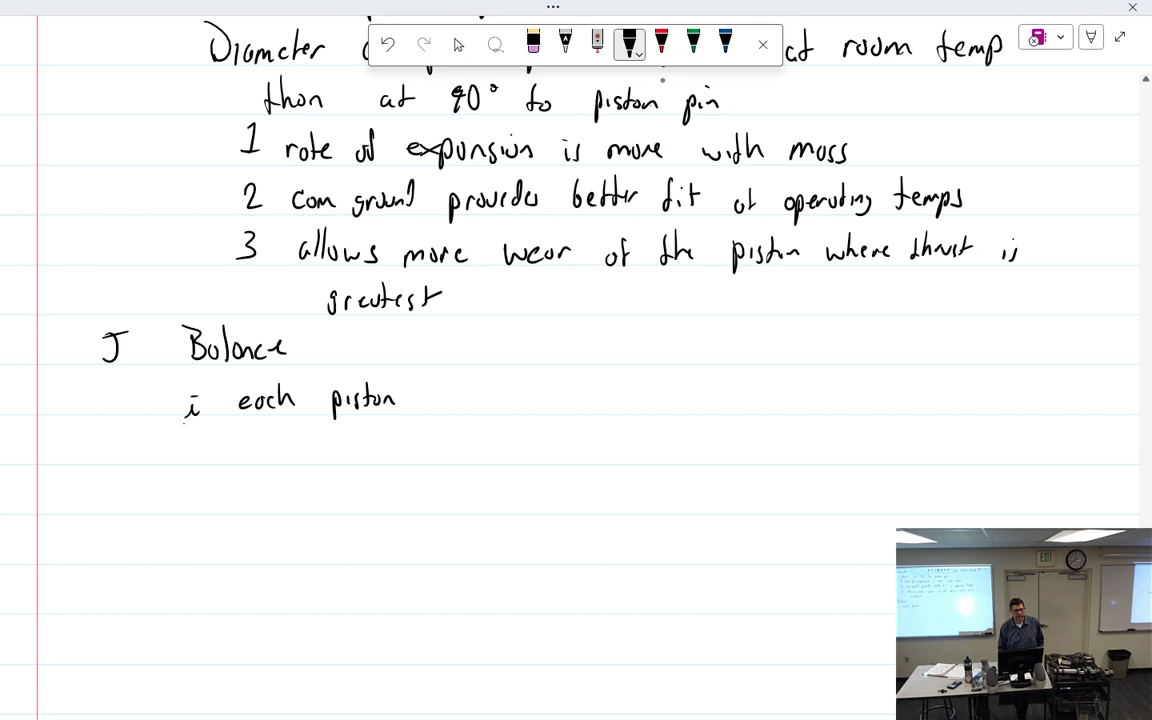 Diameter at room temp
than at 90° to piston pin
1 rate of expansion is more with mass
2 cam ground provides better fit at operating temps
3 allows more wear of the piston where thrust is
greatest
J Balance
i each piston
EXIT